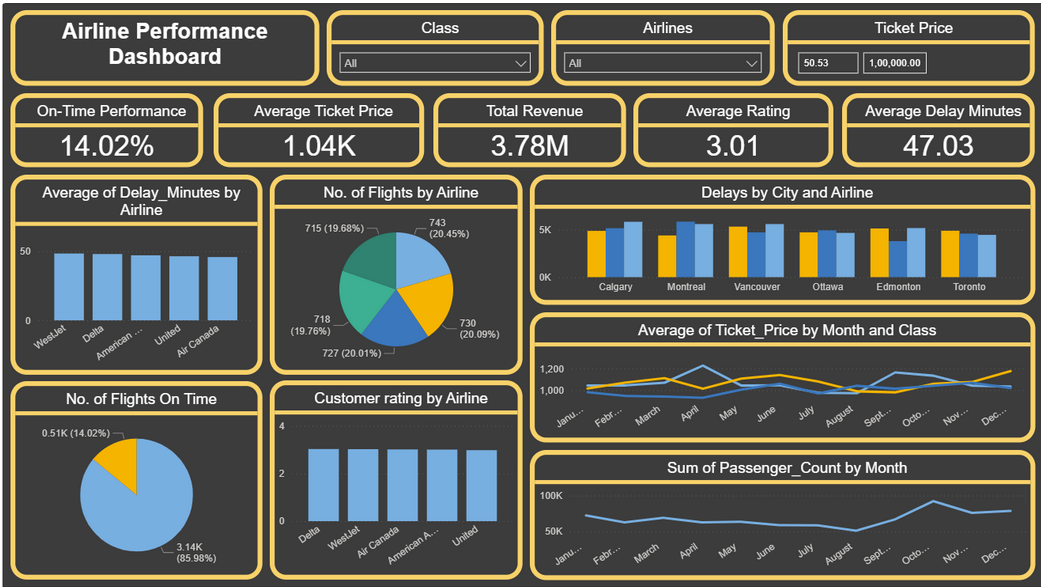 Airline Performance
Dashboard
Class
All
Airlines
All
Ticket Price
50.53
1,00,000.00
On-Time Performance
14.02%
Average Ticket Price
1.04K
Total Revenue
3.78M
Average Rating
3.01
Average Delay Minutes
47.03
Average of Delay_Minutes by
Airline
50
0
WestJet
Delta
American ...
United
Air Canada
No. of Flights by Airline
715 (19.68%)
743
(20.45%)
718
(19.76%)
730
(20.09%)
727 (20.01%)
Delays by City and Airline
5K
0K
Calgary
Montreal
Vancouver
Ottawa
Edmonton
Toronto
Average of Ticket_Price by Month and Class
1,200
1,000
Janu...
Febr...
March
April
May
June
July
August
Sept...
Octo...
Nov...
Dec...
No. of Flights On Time
0.51K (14.02%)
3.14K
(85.98%)
Customer rating by Airline
4
2
0
Delta
WestJet
Air Canada
American A...
United
Sum of Passenger_Count by Month
100K
50K
Janu...
Febr...
March
April
May
June
July
August
Sept...
Octo...
Nov...
Dec...